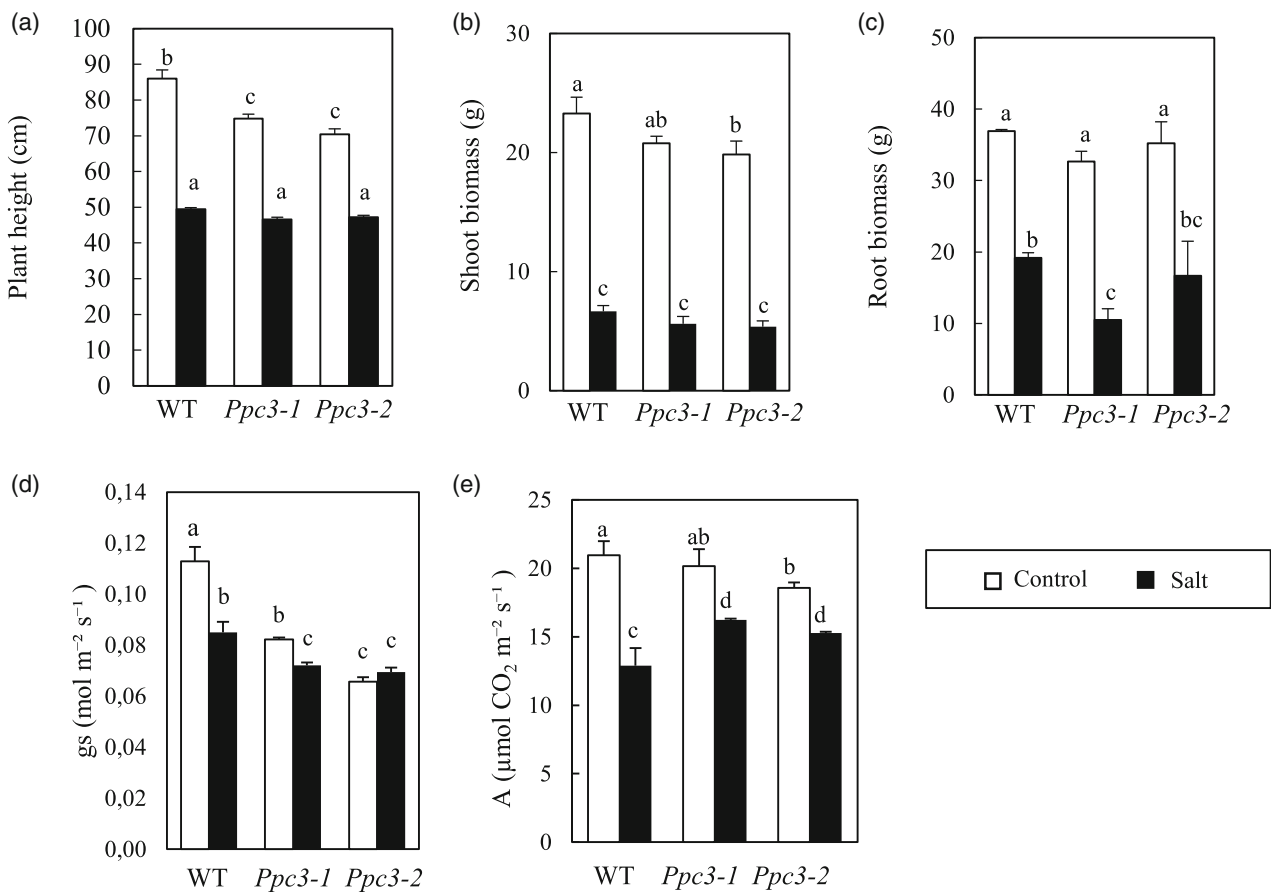 (a)
100
90
80
70
60
50
40
30
20
10
0
Plant height (cm)
b
a
c
a
c
a
WT Ppc3-1 Ppc3-2
(b)
30
20
10
0
Shoot biomass (g)
a
c
ab
c
b
c
WT Ppc3-1 Ppc3-2
(c)
50
40
30
20
10
0
Root biomass (g)
a
b
a
c
a
bc
WT Ppc3-1 Ppc3-2
(d)
0,14
0,12
0,10
0,08
0,06
0,04
0,02
0,00
gs (mol m⁻² s⁻¹)
a
b
b
c
c
c
WT Ppc3-1 Ppc3-2
(e)
25
20
15
10
5
0
A (µmol CO₂ m⁻² s⁻¹)
a
c
ab
d
b
d
WT Ppc3-1 Ppc3-2
Control Salt